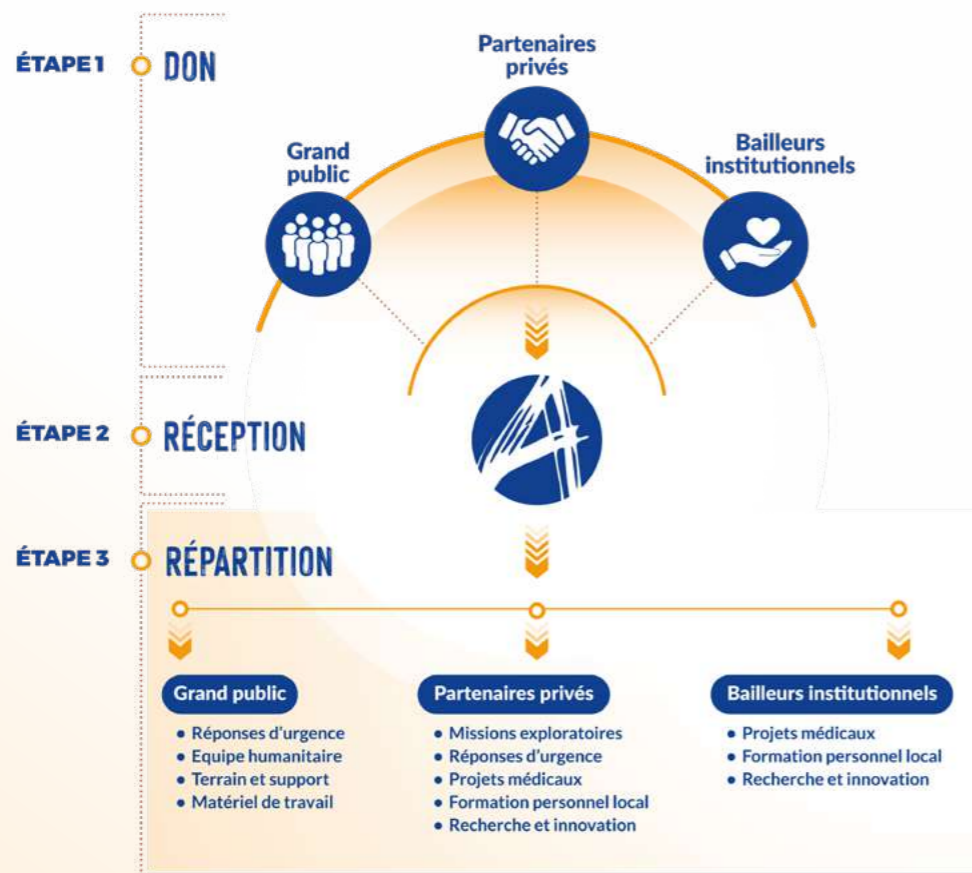 ÉTAPE 1
DON
Partenaires
privés
Grand
public
Bailleurs
institutionnels
ÉTAPE 2
RÉCEPTION
ÉTAPE 3
RÉPARTITION
Grand public
• Réponses d'urgence
• Equipe humanitaire
• Terrain et support
• Matériel de travail
Partenaires privés
• Missions exploratoires
• Réponses d'urgence
• Projets médicaux
• Formation personnel local
• Recherche et innovation
Bailleurs institutionnels
• Projets médicaux
• Formation personnel local
• Recherche et innovation